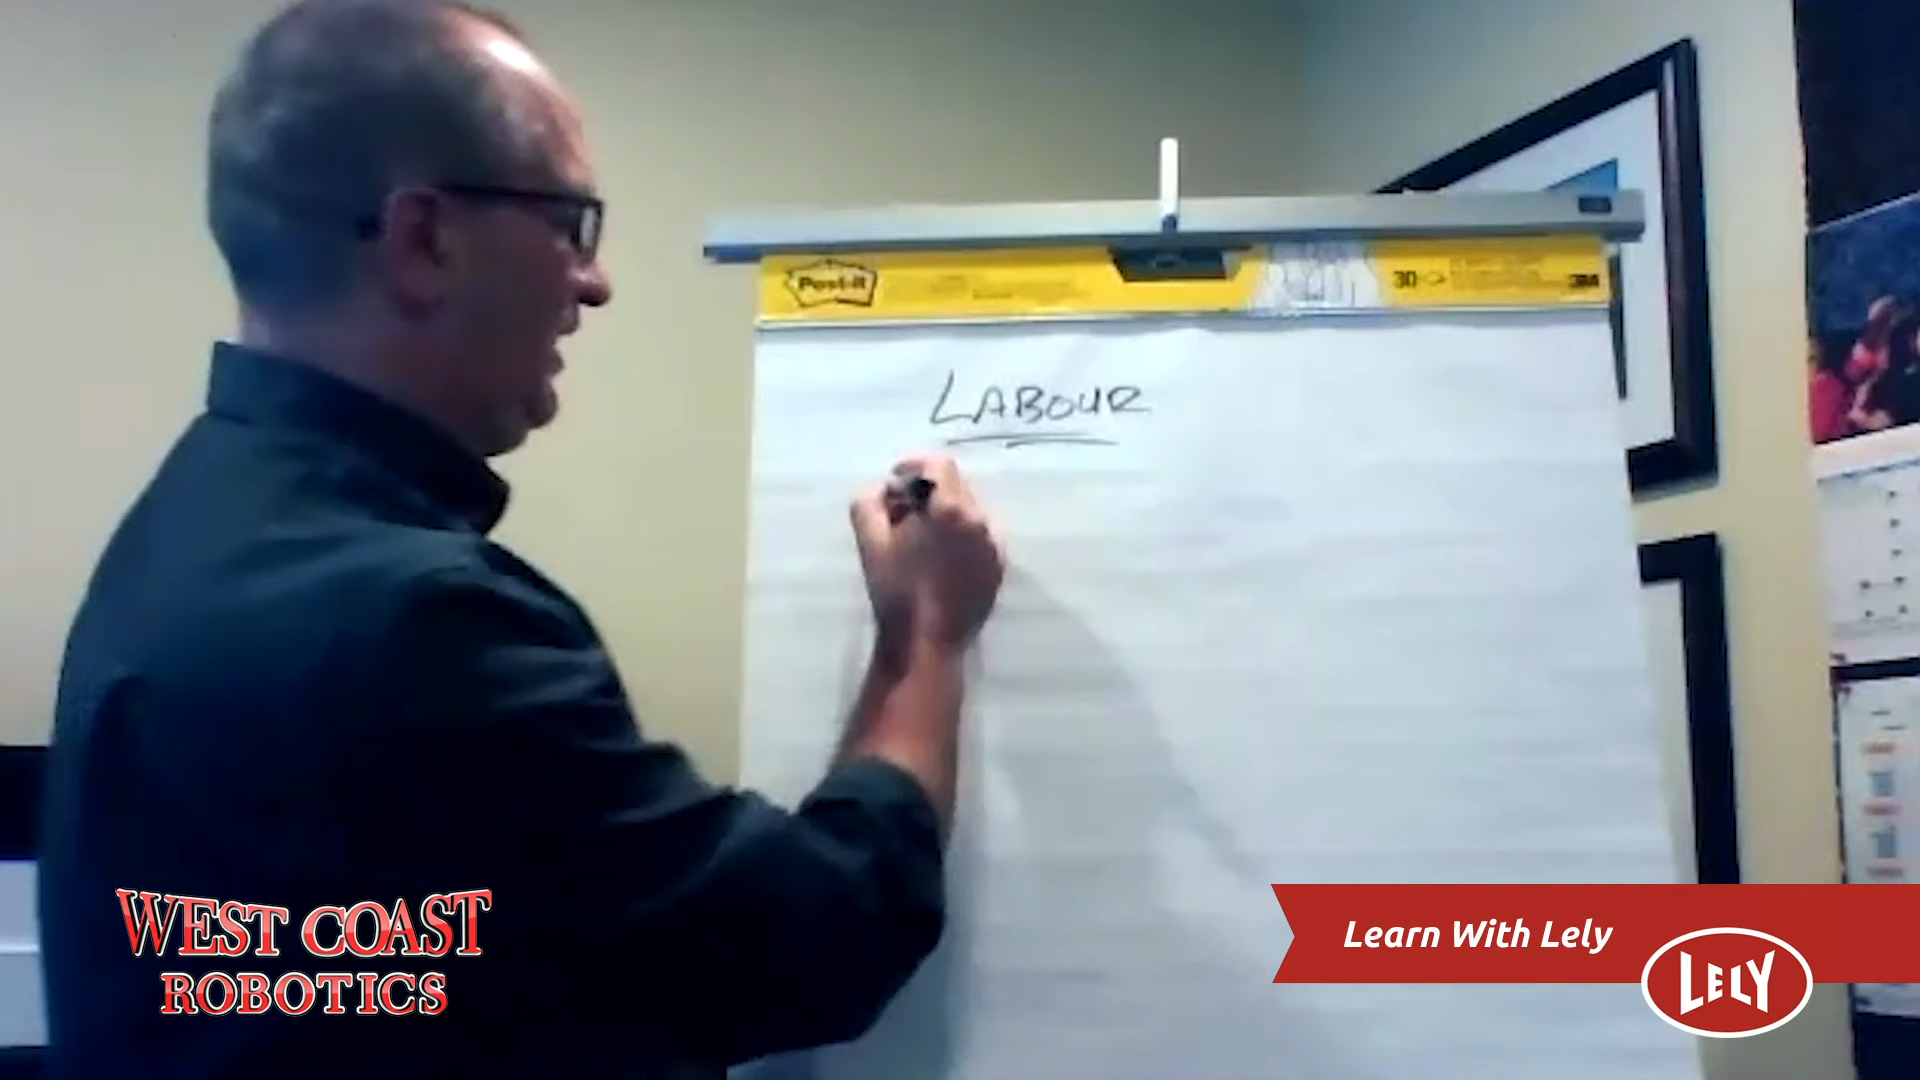 Post-it
30
3M
LABOUR
WEST COAST
ROBOTICS
Learn With Lely
LELY